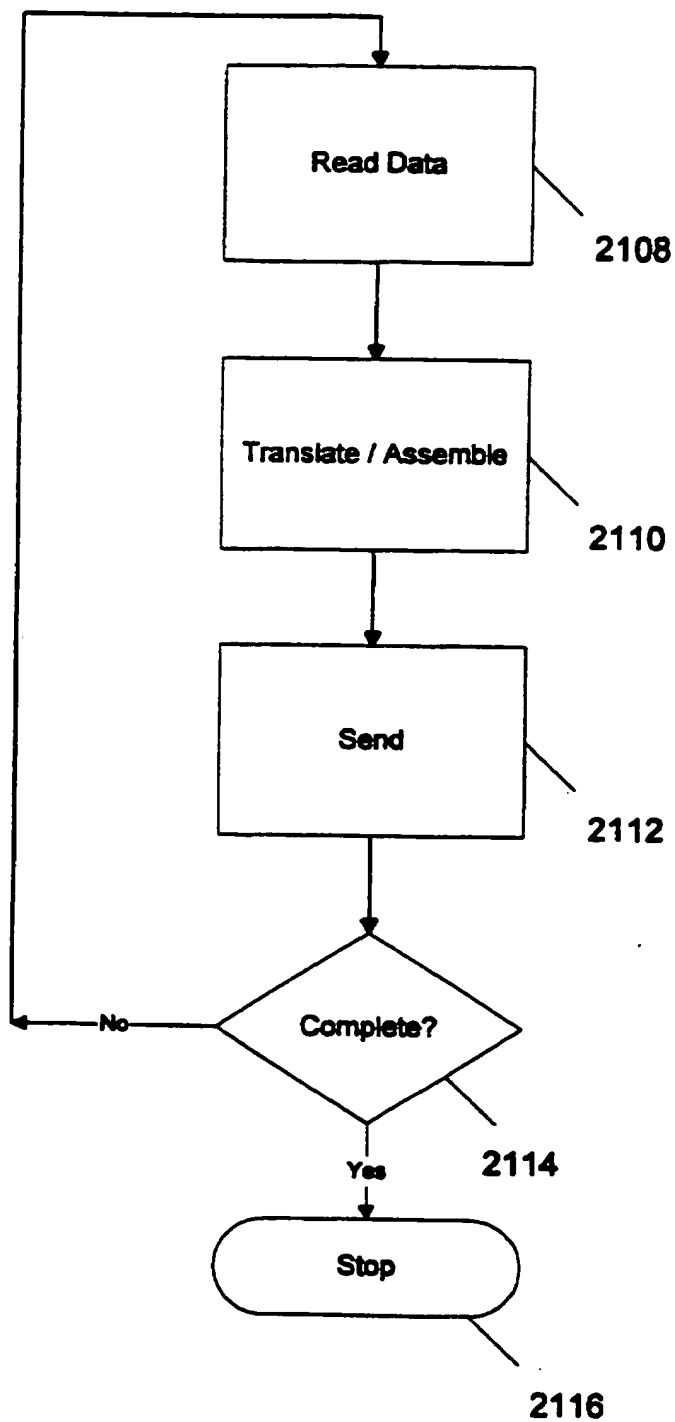 Read Data
2108
Translate / Assemble
2110
Send
2112
Complete?
No
2114
Yes
Stop
2116